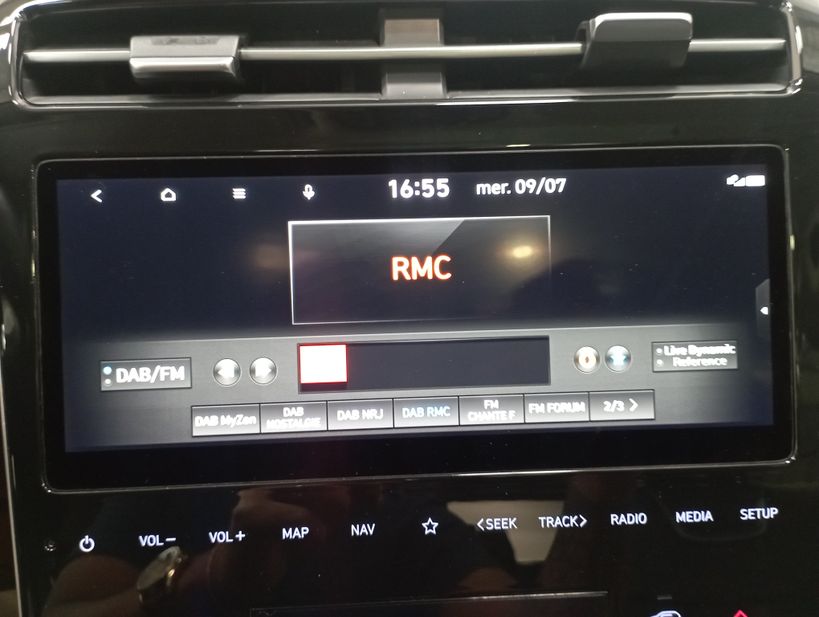 16:55 mer. 09/07
RMC
DAB/FM
Live Dynamic
Reference
DAB MyZen
DAB
NOSTALGIE
DAB NRJ
DAB RMC
FM
CHANTE F
FM FORUM
2/3 >
VOL− VOL+ MAP NAV <SEEK TRACK> RADIO MEDIA SETUP